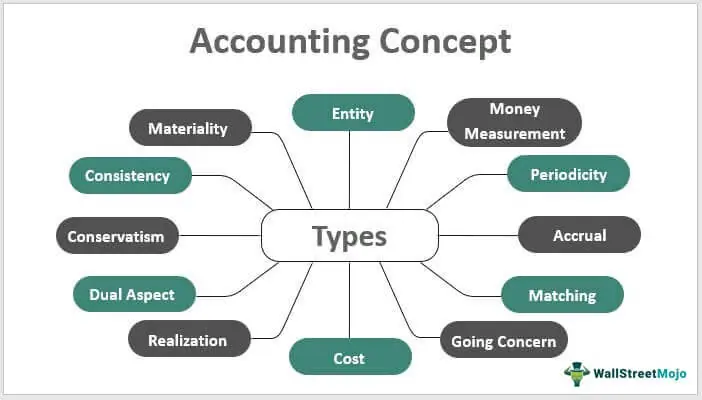 Accounting Concept
Entity
Money
Measurement
Materiality
Consistency
Periodicity
Conservatism
Types
Accrual
Dual Aspect
Matching
Realization
Cost
Going Concern
WallStreetMojo